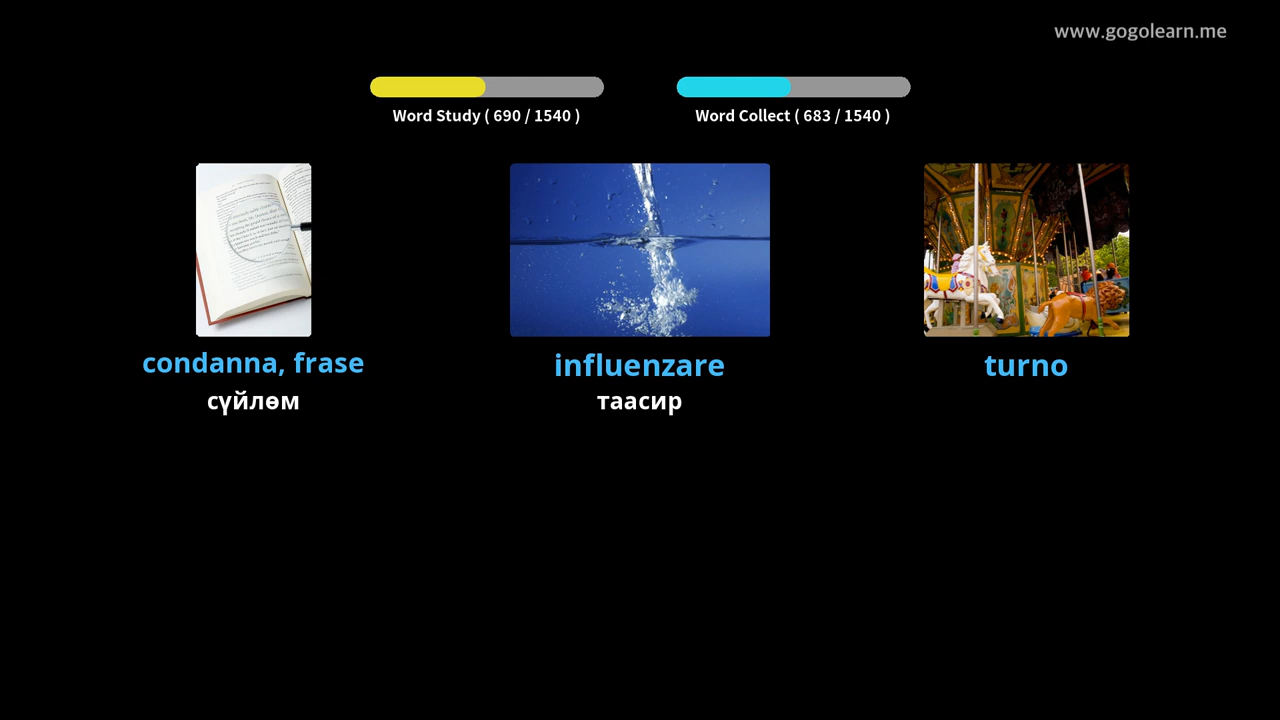 www.gogolearn.me
Word Study ( 690 / 1540 )
Word Collect ( 683 / 1540 )
condanna, frase
сүйлөм
influenzare
таасир
turno